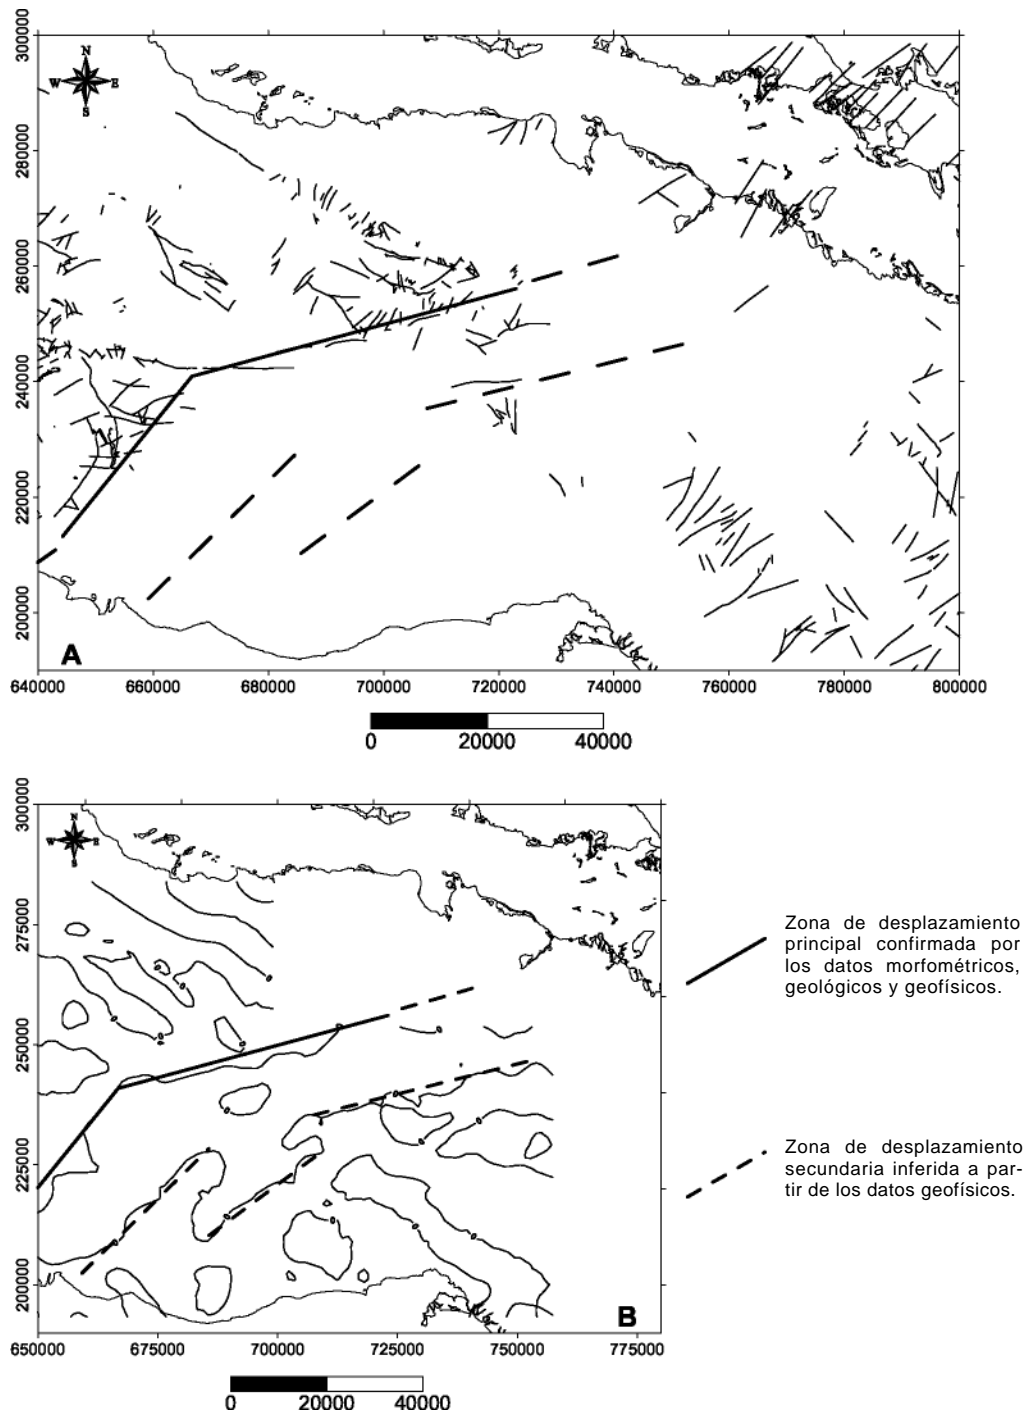 300000
280000
260000
240000
220000
200000
N
W E
S
A
640000 660000 680000 700000 720000 740000 760000 780000 800000
0 20000 40000
300000
275000
250000
225000
200000
N
W E
S
B
650000 675000 700000 725000 750000 775000
0 20000 40000
Zona de desplazamiento
principal confirmada por
los datos morfométricos,
geológicos y geofísicos.
Zona de desplazamiento
secundaria inferida a par-
tir de los datos geofísicos.